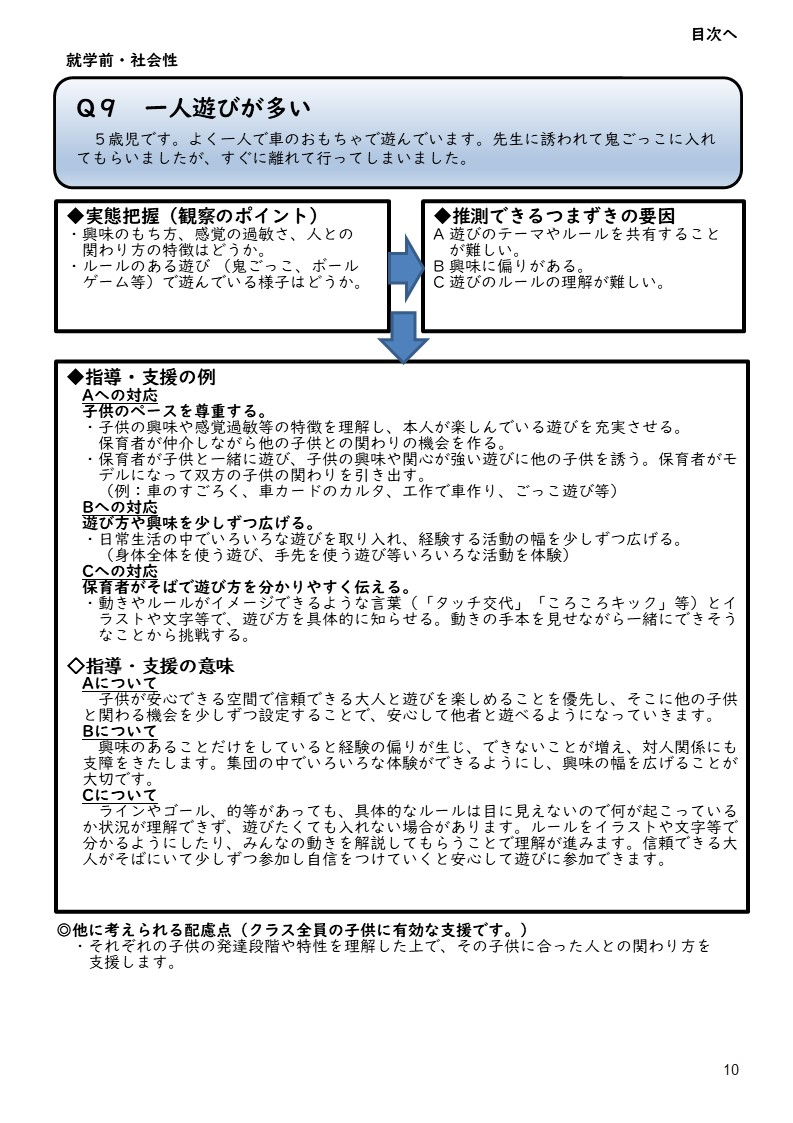 目次へ
就学前・社会性
Q9　一人遊びが多い
５歳児です。よく一人で車のおもちゃで遊んでいます。先生に誘われて鬼ごっこに入れ
てもらいましたが、すぐに離れて行ってしまいました。
◆実態把握（観察のポイント）
・興味のもち方、感覚の過敏さ、人との
関わり方の特徴はどうか。
・ルールのある遊び （鬼ごっこ、ボール
ゲーム等）で遊んでいる様子はどうか。
◆推測できるつまずきの要因
A 遊びのテーマやルールを共有すること
が難しい。
B 興味に偏りがある。
C 遊びのルールの理解が難しい。
◆指導・支援の例
Aへの対応
子供のペースを尊重する。
・子供の興味や感覚過敏等の特徴を理解し、本人が楽しんでいる遊びを充実させる。
保育者が仲介しながら他の子供との関わりの機会を作る。
・保育者が子供と一緒に遊び、子供の興味や関心が強い遊びに他の子供を誘う。保育者がモ
デルになって双方の子供の関わりを引き出す。
（例：車のすごろく、車カードのカルタ、工作で車作り、ごっこ遊び等）
Bへの対応
遊び方や興味を少しずつ広げる。
・日常生活の中でいろいろな遊びを取り入れ、経験する活動の幅を少しずつ広げる。
（身体全体を使う遊び、手先を使う遊び等いろいろな活動を体験）
Cへの対応
保育者がそばで遊び方を分かりやすく伝える。
・動きやルールがイメージできるような言葉（「タッチ交代」「ころころキック」等）とイ
ラストや文字等で、遊び方を具体的に知らせる。動きの手本を見せながら一緒にできそう
なことから挑戦する。
◇指導・支援の意味
Aについて
子供が安心できる空間で信頼できる大人と遊びを楽しめることを優先し、そこに他の子供
と関わる機会を少しずつ設定することで、安心して他者と遊べるようになっていきます。
Bについて
興味のあることだけをしていると経験の偏りが生じ、できないことが増え、対人関係にも
支障をきたします。集団の中でいろいろな体験ができるようにし、興味の幅を広げることが
大切です。
Cについて
ラインやゴール、的等があっても、具体的なルールは目に見えないので何が起こっている
か状況が理解できず、遊びたくても入れない場合があります。ルールをイラストや文字等で
分かるようにしたり、みんなの動きを解説してもらうことで理解が進みます。信頼できる大
人がそばにいて少しずつ参加し自信をつけていくと安心して遊びに参加できます。
◎他に考えられる配慮点（クラス全員の子供に有効な支援です。）
・それぞれの子供の発達段階や特性を理解した上で、その子供に合った人との関わり方を
支援します。
10